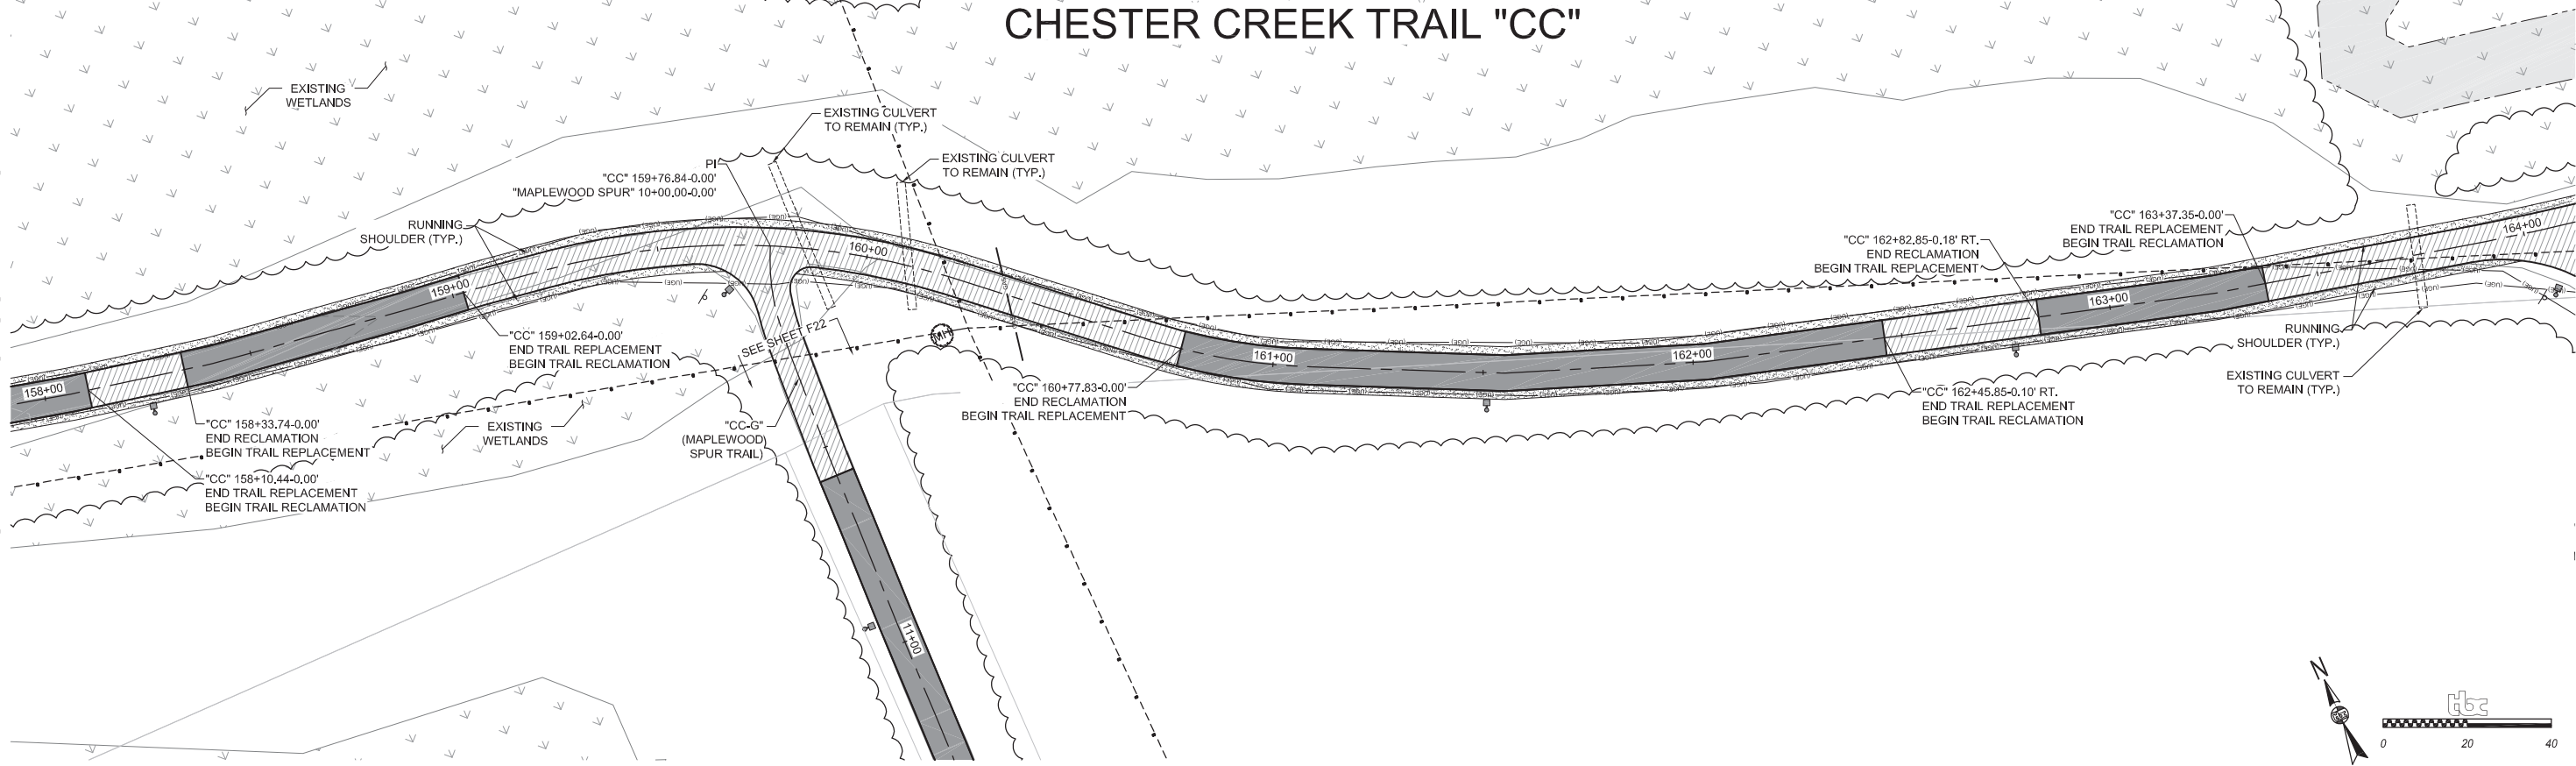 CHESTER CREEK TRAIL "CC"
EXISTING
WETLANDS
EXISTING CULVERT
TO REMAIN (TYP.)
EXISTING CULVERT
TO REMAIN (TYP.)
PI
"CC" 159+76.84-0.00'
"MAPLEWOOD SPUR" 10+00.00-0.00'
RUNNING
SHOULDER (TYP.)
158+00
159+00
160+00
161+00
162+00
163+00
164+00
"CC" 162+82.85-0.18' RT.
END RECLAMATION
BEGIN TRAIL REPLACEMENT
"CC" 163+37.35-0.00'
END TRAIL REPLACEMENT
BEGIN TRAIL RECLAMATION
"CC" 159+02.64-0.00'
END TRAIL REPLACEMENT
BEGIN TRAIL RECLAMATION
SEE SHEET F22
MH
"CC" 160+77.83-0.00'
END RECLAMATION
BEGIN TRAIL REPLACEMENT
"CC" 162+45.85-0.10' RT.
END TRAIL REPLACEMENT
BEGIN TRAIL RECLAMATION
RUNNING
SHOULDER (TYP.)
EXISTING CULVERT
TO REMAIN (TYP.)
"CC" 158+33.74-0.00'
END RECLAMATION
BEGIN TRAIL REPLACEMENT
"CC" 158+10.44-0.00'
END TRAIL REPLACEMENT
BEGIN TRAIL RECLAMATION
EXISTING
WETLANDS
"CC-G"
(MAPLEWOOD
SPUR TRAIL)
11+00
N
tbc
0 20 40